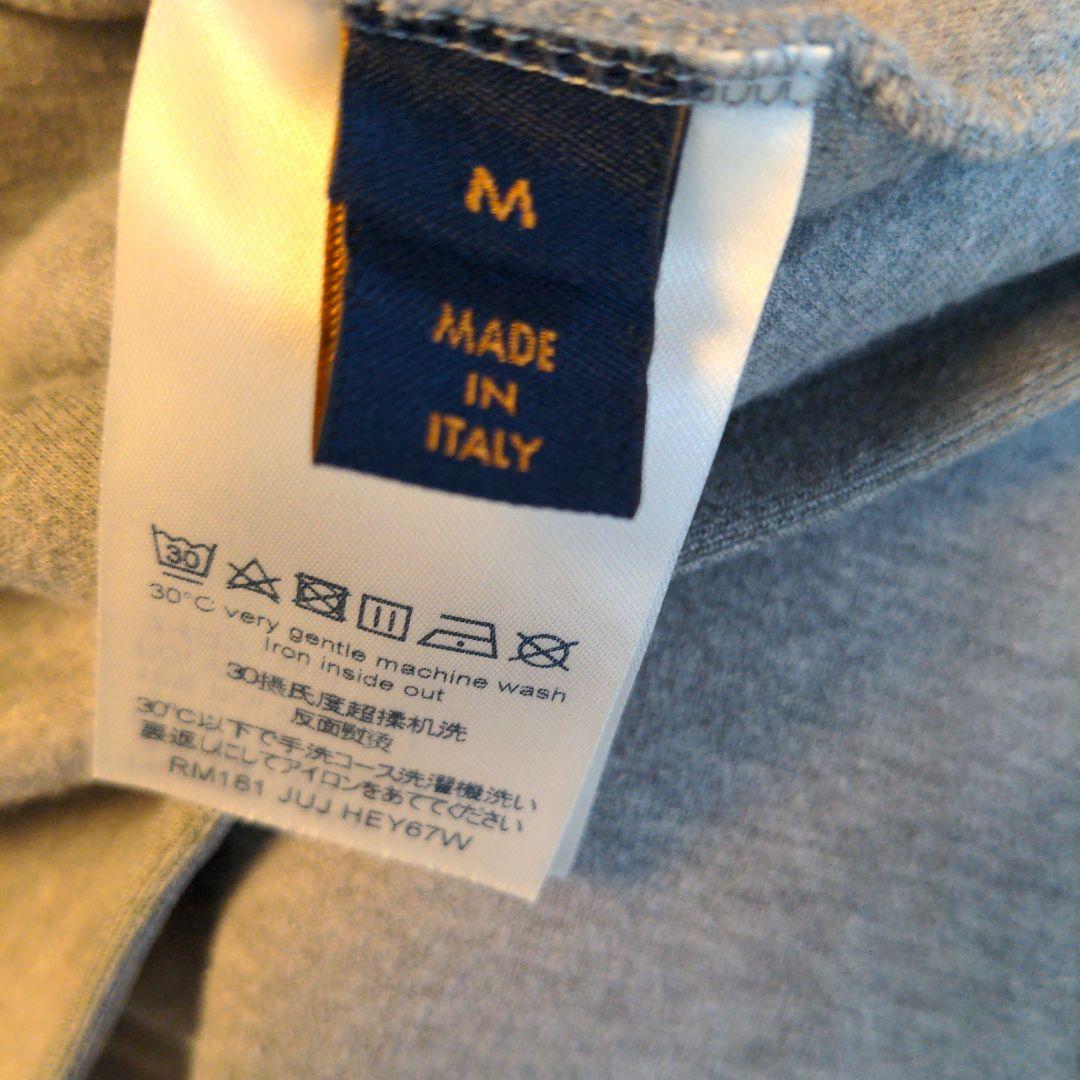 M
MADE
IN
ITALY
30
30°C very gentle machine wash
Iron inside out
30摄氏度超揉机洗
反面熨烫
30℃以下で手洗コース洗濯機洗い
裏返しにしてアイロンをあててください
RM181 JUJ HEY67W